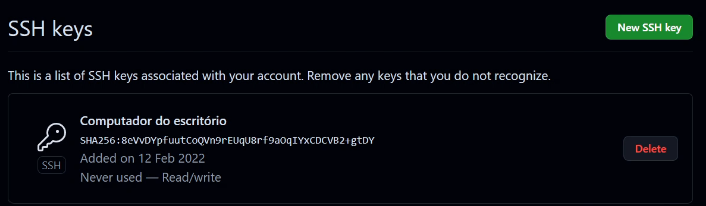 SSH keys
New SSH key
This is a list of SSH keys associated with your account. Remove any keys that you do not recognize.
Computador do escritório
SHA256:8eVvDYpfuutCoQVn9rEUqU8rf9aOqIYxCDCVB2+gtDY
Added on 12 Feb 2022
Never used — Read/write
SSH
Delete